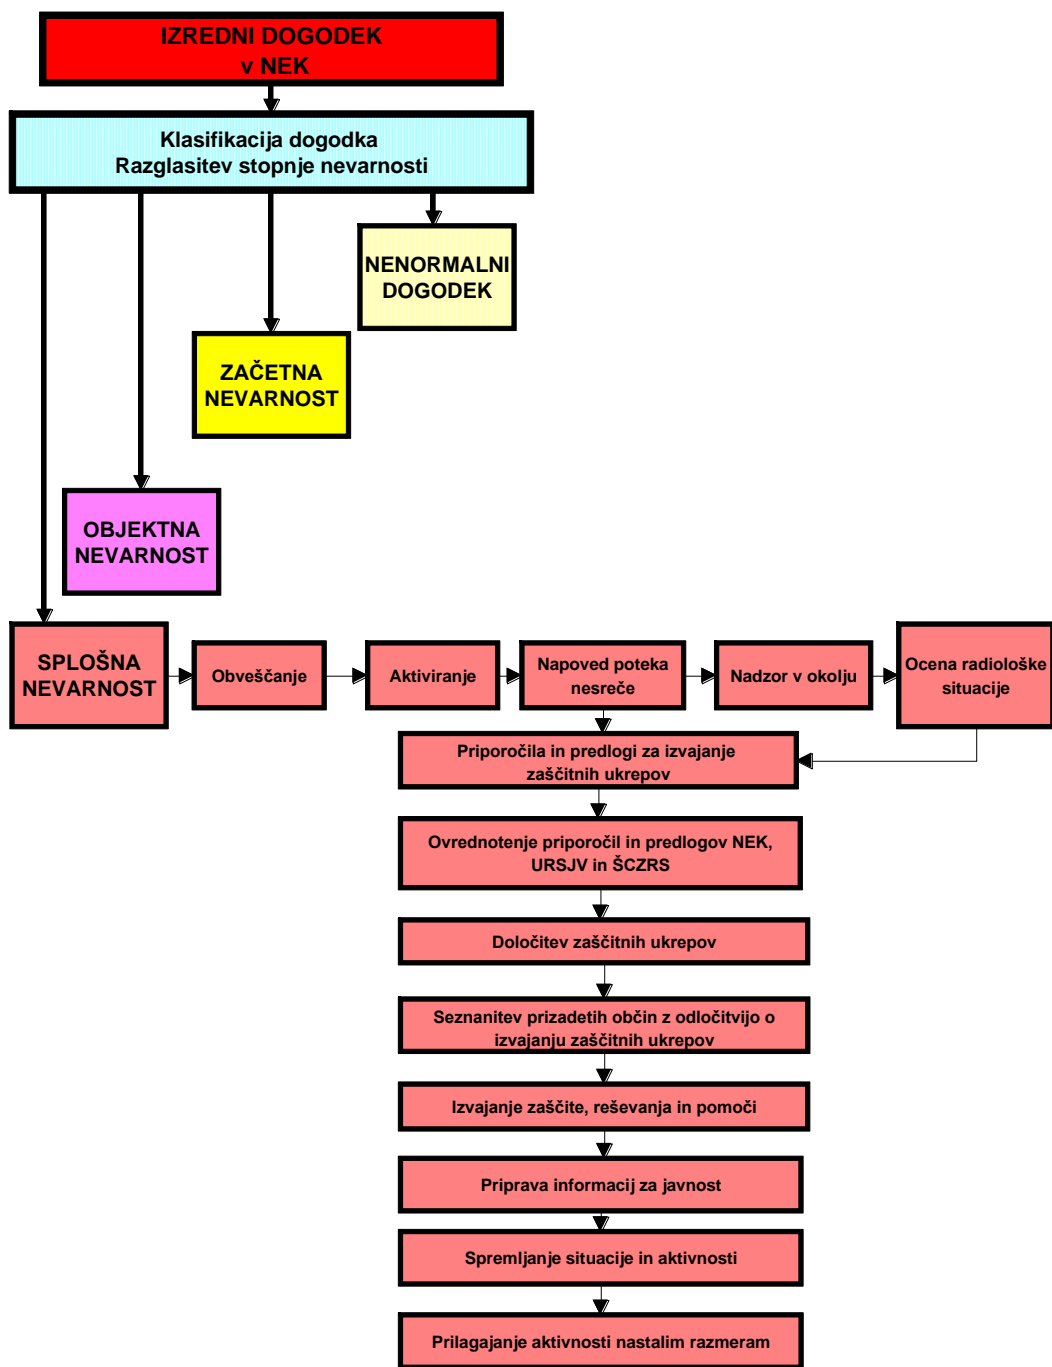 IZREDNI DOGODEK
v NEK
Klasifikacija dogodka
Razglasitev stopnje nevarnosti
NENORMALNI
DOGODEK
ZAČETNA
NEVARNOST
OBJEKTNA
NEVARNOST
SPLOŠNA
NEVARNOST
Obveščanje
Aktiviranje
Napoved poteka
nesreče
Nadzor v okolju
Ocena radiološke
situacije
Priporočila in predlogi za izvajanje
zaščitnih ukrepov
Ovrednotenje priporočil in predlogov NEK,
URSJV in ŠCZRS
Določitev zaščitnih ukrepov
Seznanitev prizadetih občin z odločitvijo o
izvajanju zaščitnih ukrepov
Izvajanje zaščite, reševanja in pomoči
Priprava informacij za javnost
Spremljanje situacije in aktivnosti
Prilagajanje aktivnosti nastalim razmeram